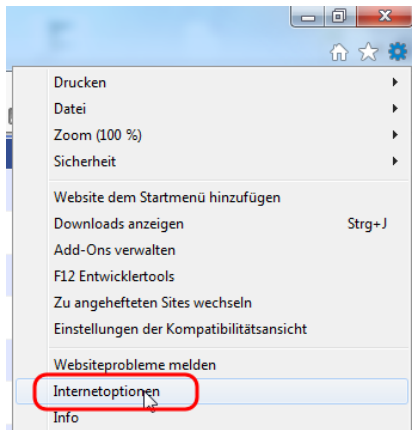 Drucken
Datei
Zoom (100 %)
Sicherheit
Website dem Startmenü hinzufügen
Downloads anzeigen Strg+J
Add-Ons verwalten
F12 Entwicklertools
Zu angehefteten Sites wechseln
Einstellungen der Kompatibilitätsansicht
Websiteprobleme melden
Internetoptionen
Info